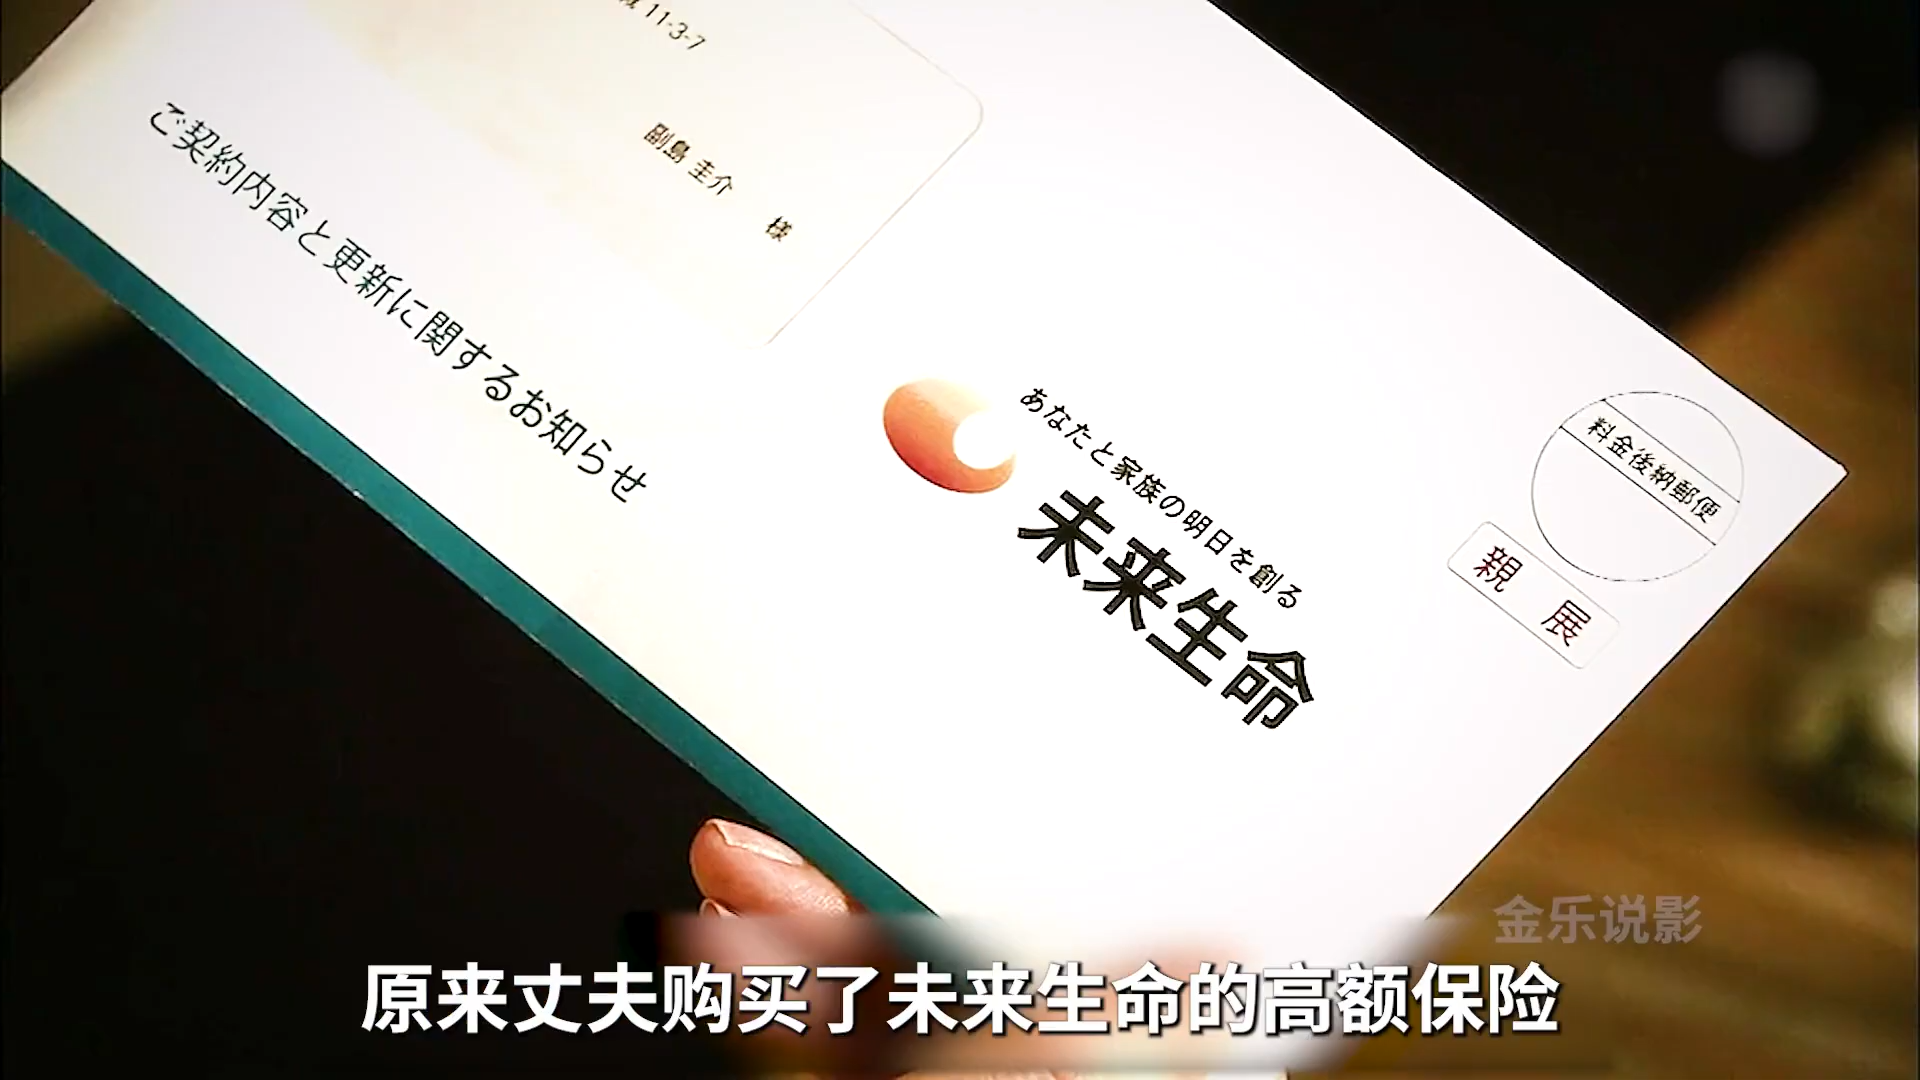 11-3-7
副島 圭介 様
ご契約内容と更新に関するお知らせ
あなたと家族の明日を創る
未来生命
料金後納郵便
親 展
金乐说影
原来丈夫购买了未来生命的高额保险